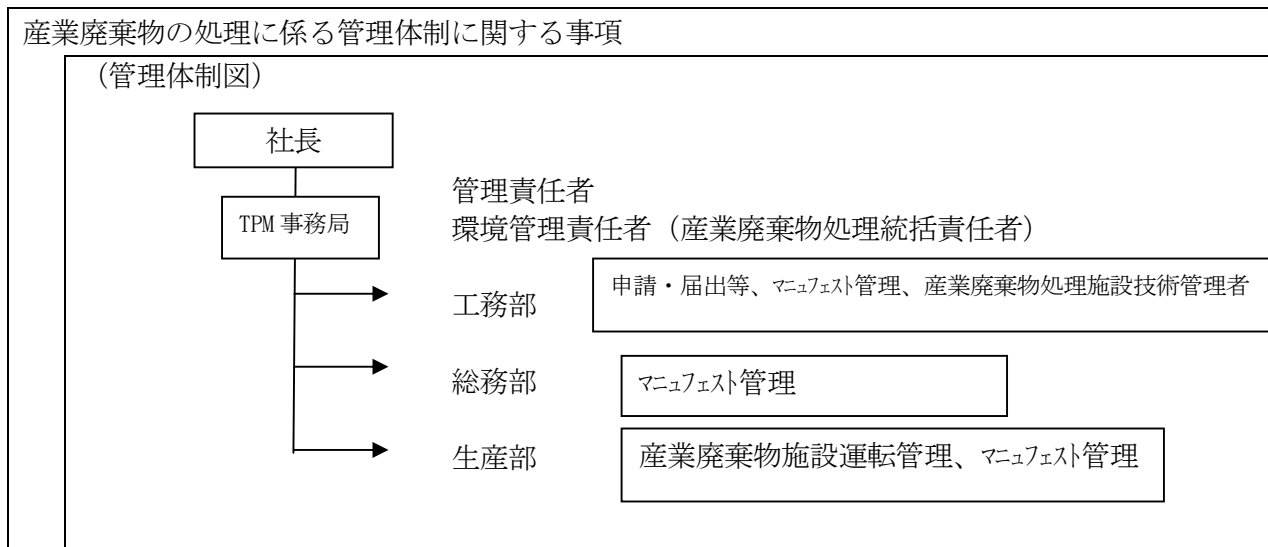 産業廃棄物の処理に係る管理体制に関する事項
(管理体制図)
社長
管理責任者
TPM 事務局
環境管理責任者(産業廃棄物処理統括責任者)
工務部
申請・届出等、ﾏﾆｭﾌｪｽﾄ管理、産業廃棄物処理施設技術管理者
総務部
ﾏﾆｭﾌｪｽﾄ管理
生産部
産業廃棄物施設運転管理、ﾏﾆｭﾌｪｽﾄ管理